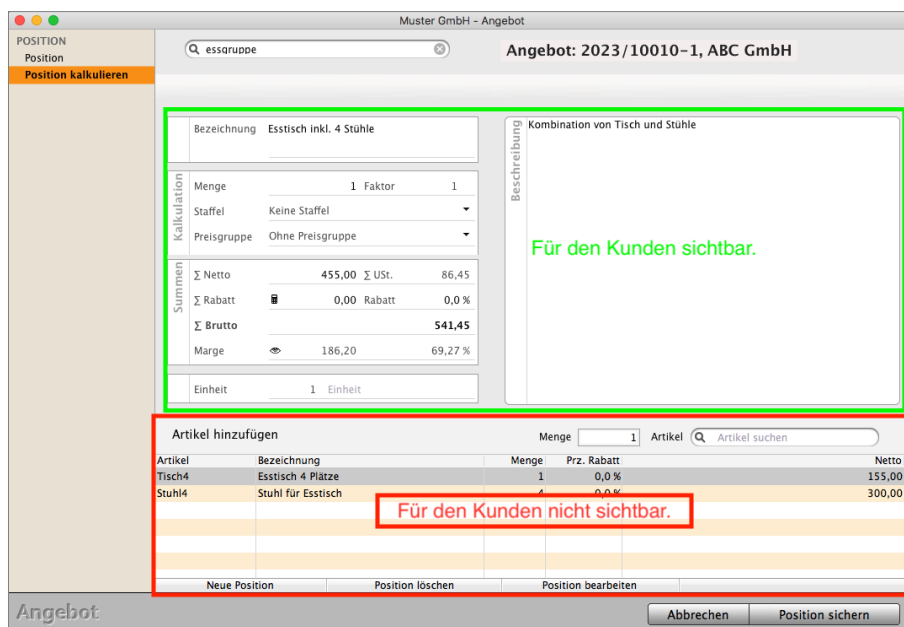 Muster GmbH - Angebot
POSITION
Position
Position kalkulieren
essgruppe
Angebot: 2023/10010-1, ABC GmbH
Bezeichnung Esstisch inkl. 4 Stühle
Kalkulation
Menge 1 Faktor 1
Staffel Keine Staffel
Preisgruppe Ohne Preisgruppe
Summen
Σ Netto 455,00 Σ USt. 86,45
Σ Rabatt 0,00 Rabatt 0,0 %
Σ Brutto 541,45
Marge 186,20 69,27 %
Einheit 1 Einheit
Beschreibung
Kombination von Tisch und Stühle
Für den Kunden sichtbar.
Artikel hinzufügen Menge 1 Artikel Artikel suchen
Artikel Bezeichnung Menge Prz. Rabatt Netto
Tisch4 Esstisch 4 Plätze 1 0,0 % 155,00
Stuhl4 Stuhl für Esstisch 4 0,0 % 300,00
Für den Kunden nicht sichtbar.
Neue Position Position löschen Position bearbeiten
Angebot Abbrechen Position sichern